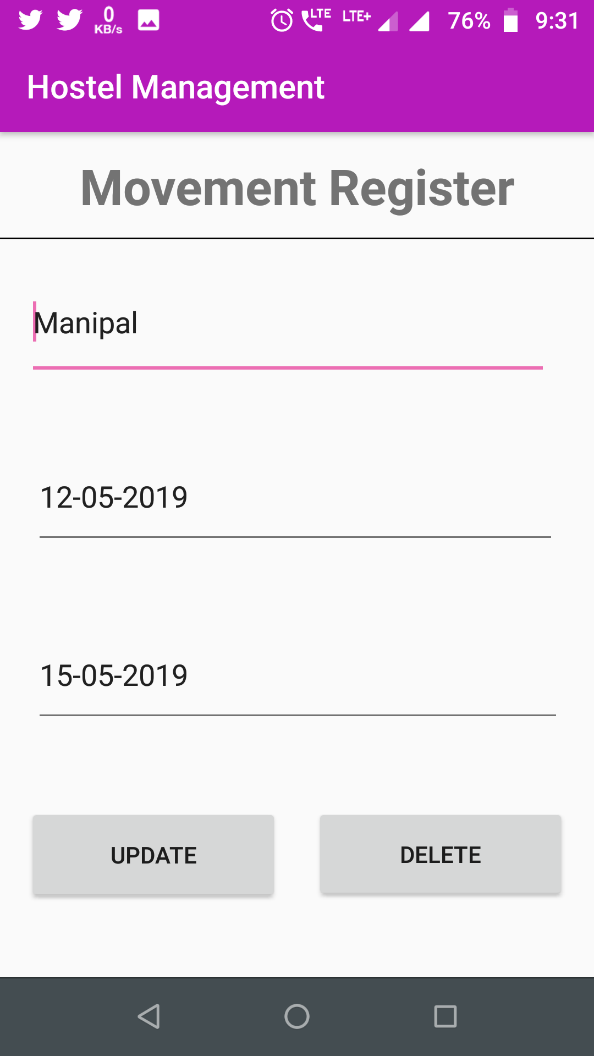 0 KB/s LTE LTE+ 76% 9:31
Hostel Management
Movement Register
Manipal
12-05-2019
15-05-2019
UPDATE DELETE